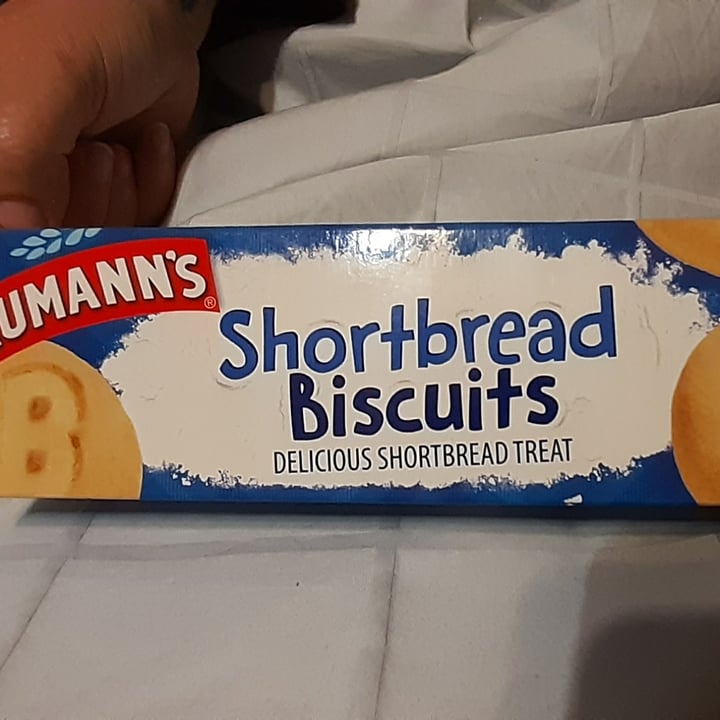 UMANN'S®
Shortbread
Biscuits
DELICIOUS SHORTBREAD TREAT
B